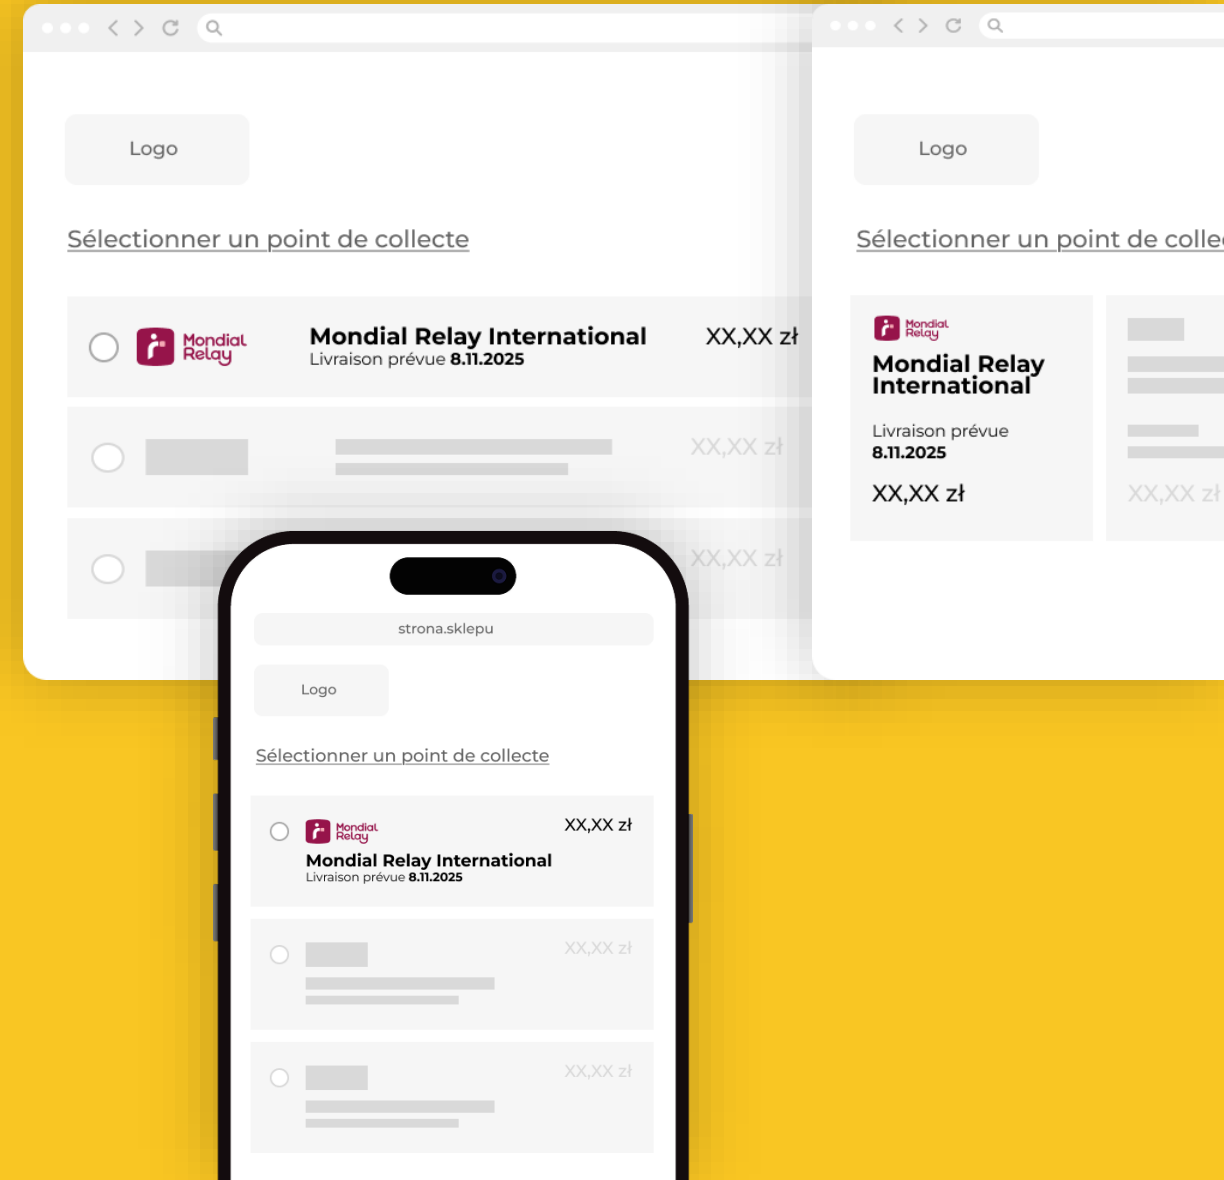 Logo
Sélectionner un point de collecte
Mondial
Relay
Mondial Relay International
Livraison prévue 8.11.2025
XX,XX zł
XX,XX zł
XX,XX zł
Logo
Sélectionner un point de colle
Mondial
Relay
Mondial Relay
International
Livraison prévue
8.11.2025
XX,XX zł
XX,XX zł
strona.sklepu
Logo
Sélectionner un point de collecte
Mondial
Relay
XX,XX zł
Mondial Relay International
Livraison prévue 8.11.2025
XX,XX zł
XX,XX zł